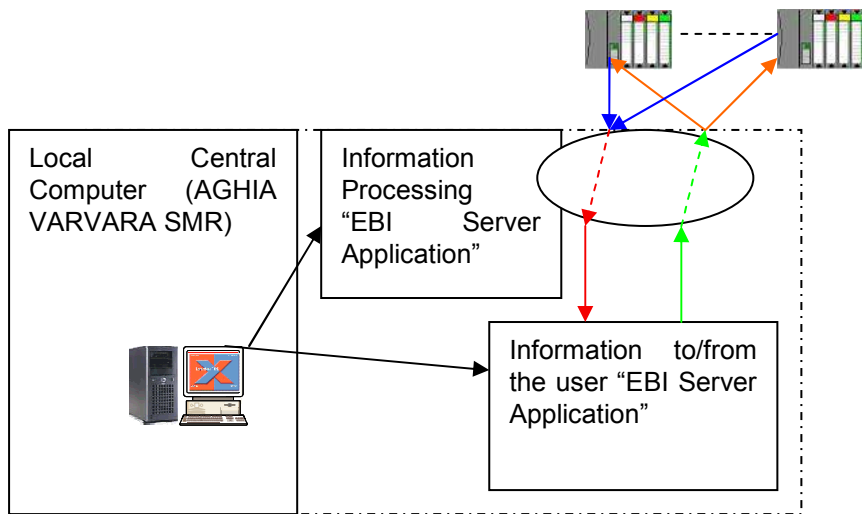 Local Central
Computer (AGHIA
VARVARA SMR)
Information
Processing
“EBI Server
Application”
Information to/from
the user “EBI Server
Application”